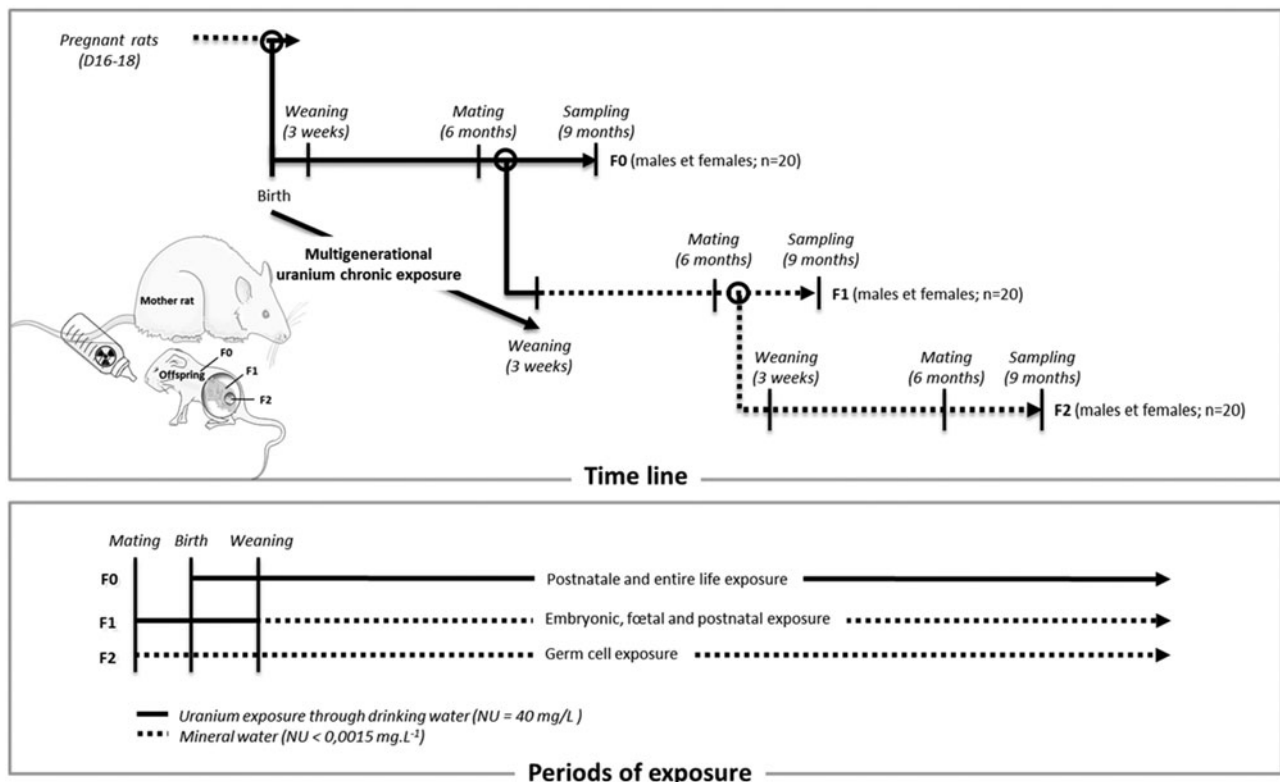 Pregnant rats
(D16-18)
Weaning
(3 weeks)
Mating
(6 months)
Sampling
(9 months)
F0 (males et females; n=20)
Birth
Multigenerational
uranium chronic exposure
Mating
(6 months)
Sampling
(9 months)
F1 (males et females; n=20)
Weaning
(3 weeks)
Mother rat
F0
Offspring
F1
F2
Weaning
(3 weeks)
Mating
(6 months)
Sampling
(9 months)
F2 (males et females; n=20)
Time line
Mating Birth Weaning
F0 Postnatale and entire life exposure
F1 Embryonic, fœtal and postnatal exposure
F2 Germ cell exposure
Uranium exposure through drinking water (NU = 40 mg/L )
Mineral water (NU < 0,0015 mg.L⁻¹)
Periods of exposure